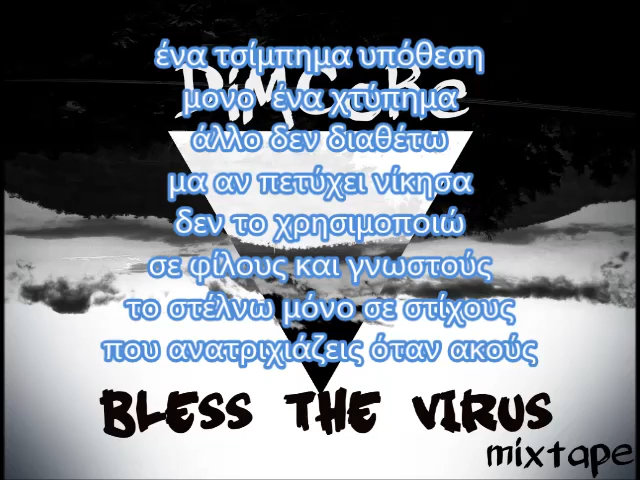 ένα τσίμπημα υπόθεση
DiMCoRe
μονο ένα χτύπημα
άλλο δεν διαθέτω
μα αν πετύχει νίκησα
δεν το χρησιμοποιώ
σε φίλους και γνωστούς
το στέλνω μόνο σε στίχους
που ανατριχιάζεις όταν ακούς
BLESS THE VIRUS
mixtape